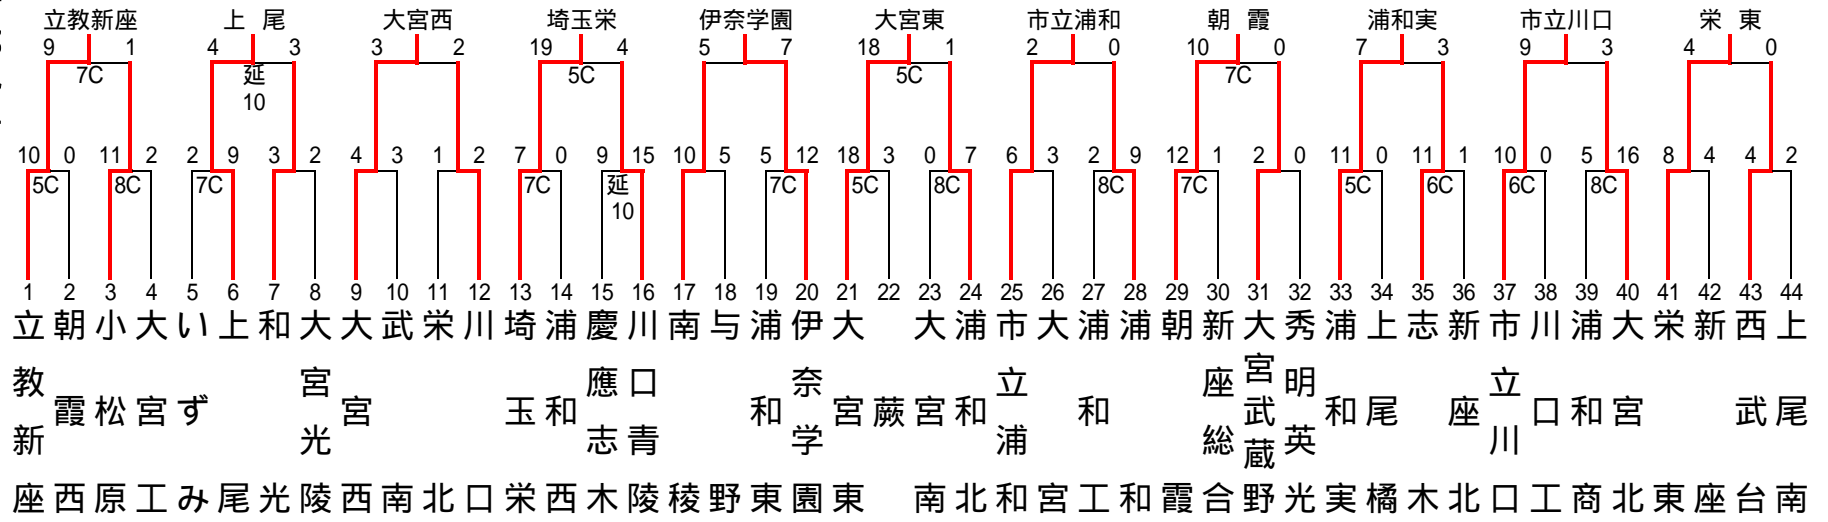 立教新座 上尾 大宮西 埼玉栄 伊奈学園 大宮東 市立浦和 朝霞 浦和実 市立川口 栄東
9 1 4 3 3 2 19 4 5 7 18 1 2 0 10 0 7 3 9 3 4 0
7C 延 5C 5C 7C
10
10 0 11 2 2 9 3 2 4 3 1 2 7 0 9 15 10 5 5 12 18 3 0 7 6 3 2 9 12 1 2 0 11 0 11 1 10 0 5 16 8 4 4 2
5C 8C 7C 7C 延 7C 5C 8C 8C 7C 5C 6C 6C 8C
10
1 2 3 4 5 6 7 8 9 10 11 12 13 14 15 16 17 18 19 20 21 22 23 24 25 26 27 28 29 30 31 32 33 34 35 36 37 38 39 40 41 42 43 44
立教新座
朝霞西
小松原
大宮工
いずみ
上尾
和光
大宮光陵
大宮西
武南
栄北
川口
埼玉栄
浦和西
慶應志木
川口青陵
南稜
与野
浦和東
伊奈学園
大宮東
蕨
大宮南
浦和北
市立浦和
大宮
浦和工
浦和
朝霞
新座総合
大宮武蔵野
秀明英光
浦和実
上尾橘
志木
新座北
市立川口
川口工
浦和商
大宮北
栄東
新座
西武台
上尾南